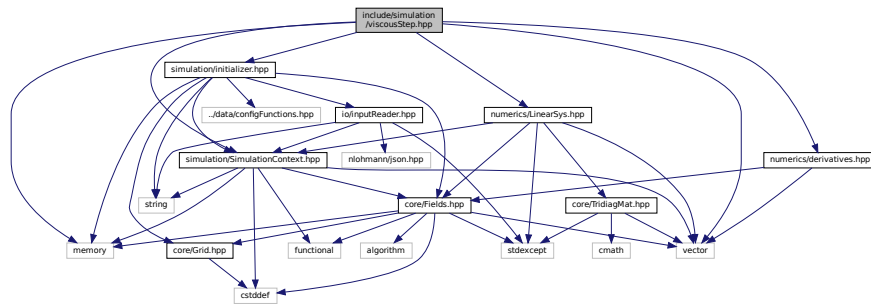 include/simulation
/viscousStep.hpp
simulation/initializer.hpp
../data/configFunctions.hpp
io/inputReader.hpp
numerics/LinearSys.hpp
simulation/SimulationContext.hpp
nlohmann/json.hpp
numerics/derivatives.hpp
string
core/Fields.hpp
core/TridiagMat.hpp
memory
core/Grid.hpp
functional
algorithm
stdexcept
cmath
vector
cstddef